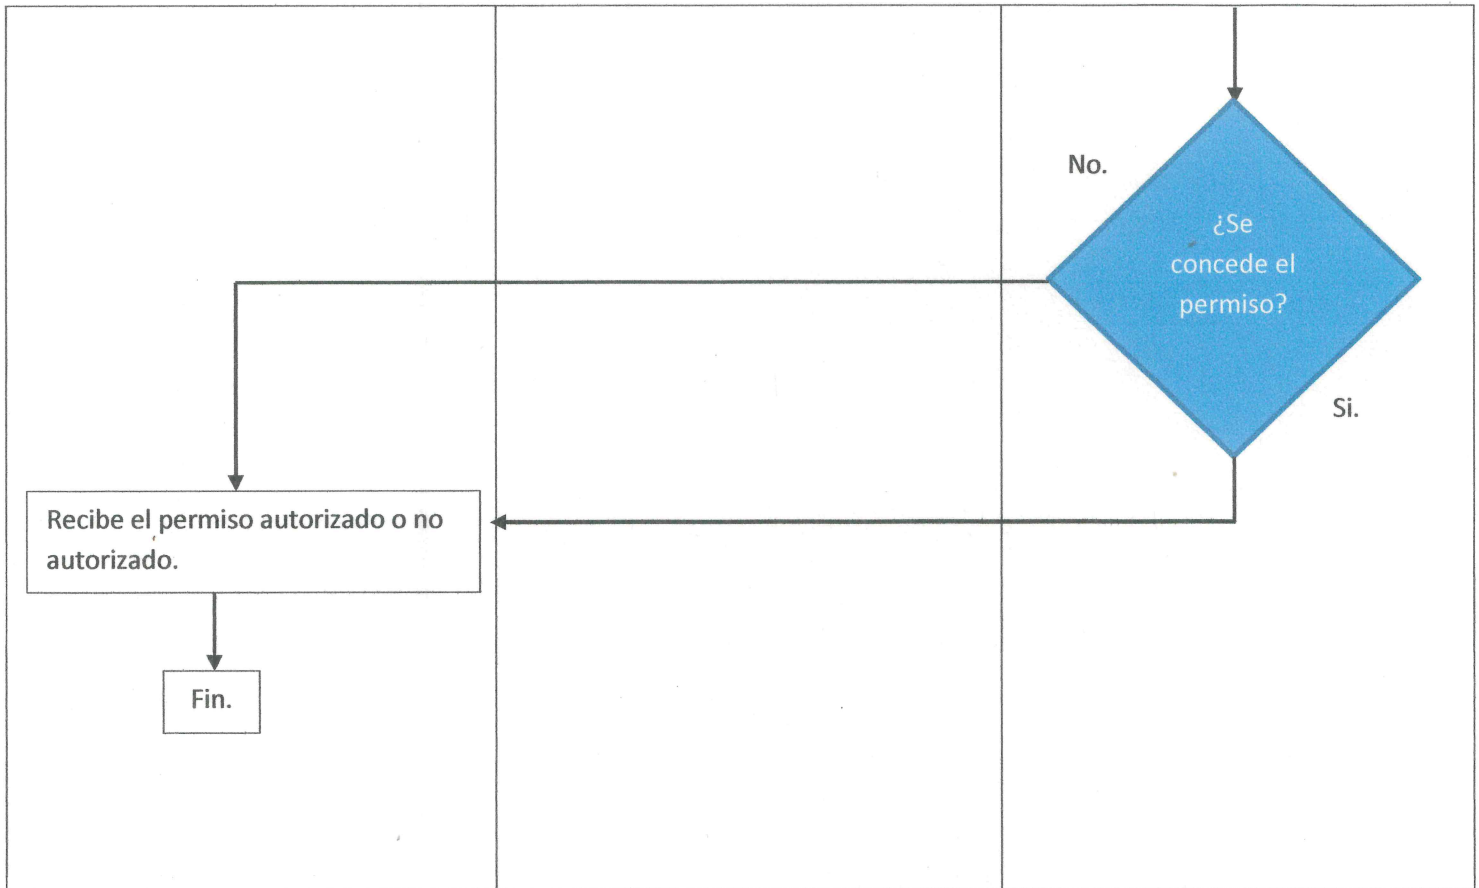 No.
¿Se
concede el
permiso?
Si.
Recibe el permiso autorizado o no
autorizado.
Fin.